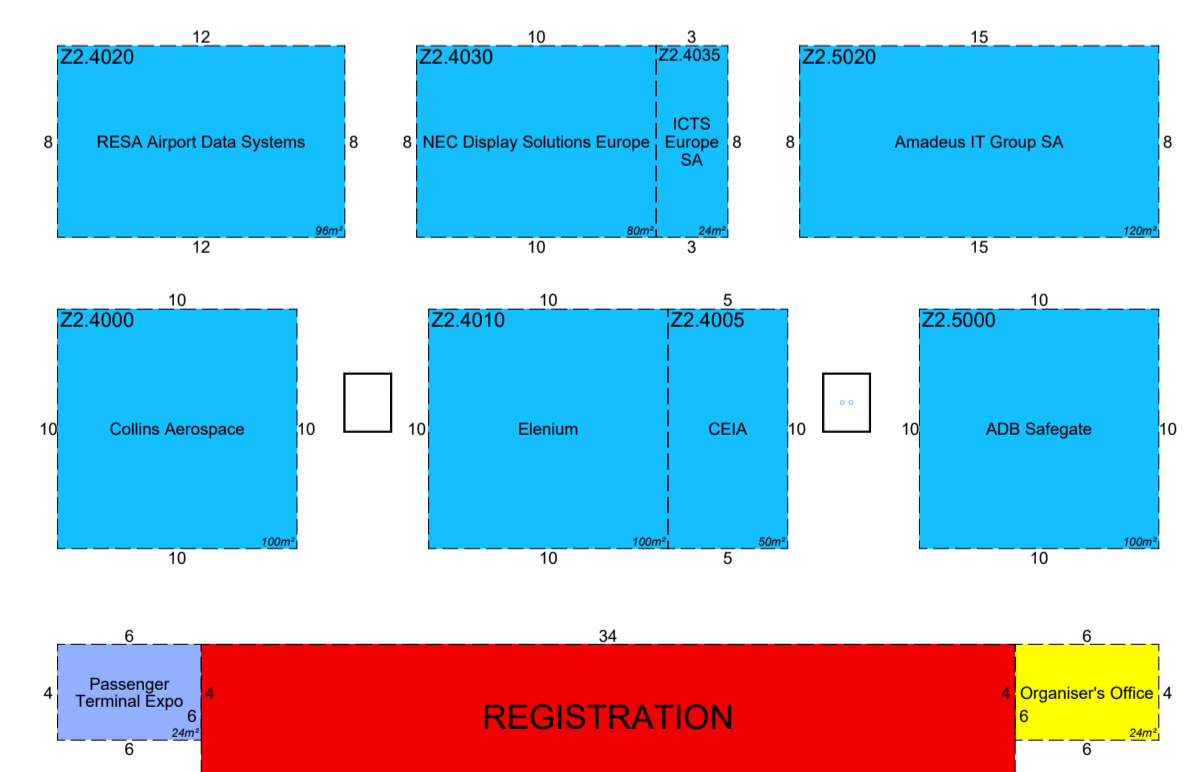 12 10 3 15
Z2.4020 Z2.4030 Z2.4035 Z2.5020
8 RESA Airport Data Systems 8
8 NEC Display Solutions Europe
ICTS
Europe
SA
8
8 Amadeus IT Group SA 8
96m² 80m² 24m² 120m²
12 10 3 15
10 10 5 10
Z2.4000 Z2.4010 Z2.4005 Z2.5000
10 Collins Aerospace 10
10 Elenium CEIA 10
10 ADB Safegate 10
100m² 100m² 50m² 100m²
10 10 5 10
6 34 6
4
Passenger
Terminal Expo
4
6
24m²
6
REGISTRATION
4
Organiser's Office
4
6
24m²
6